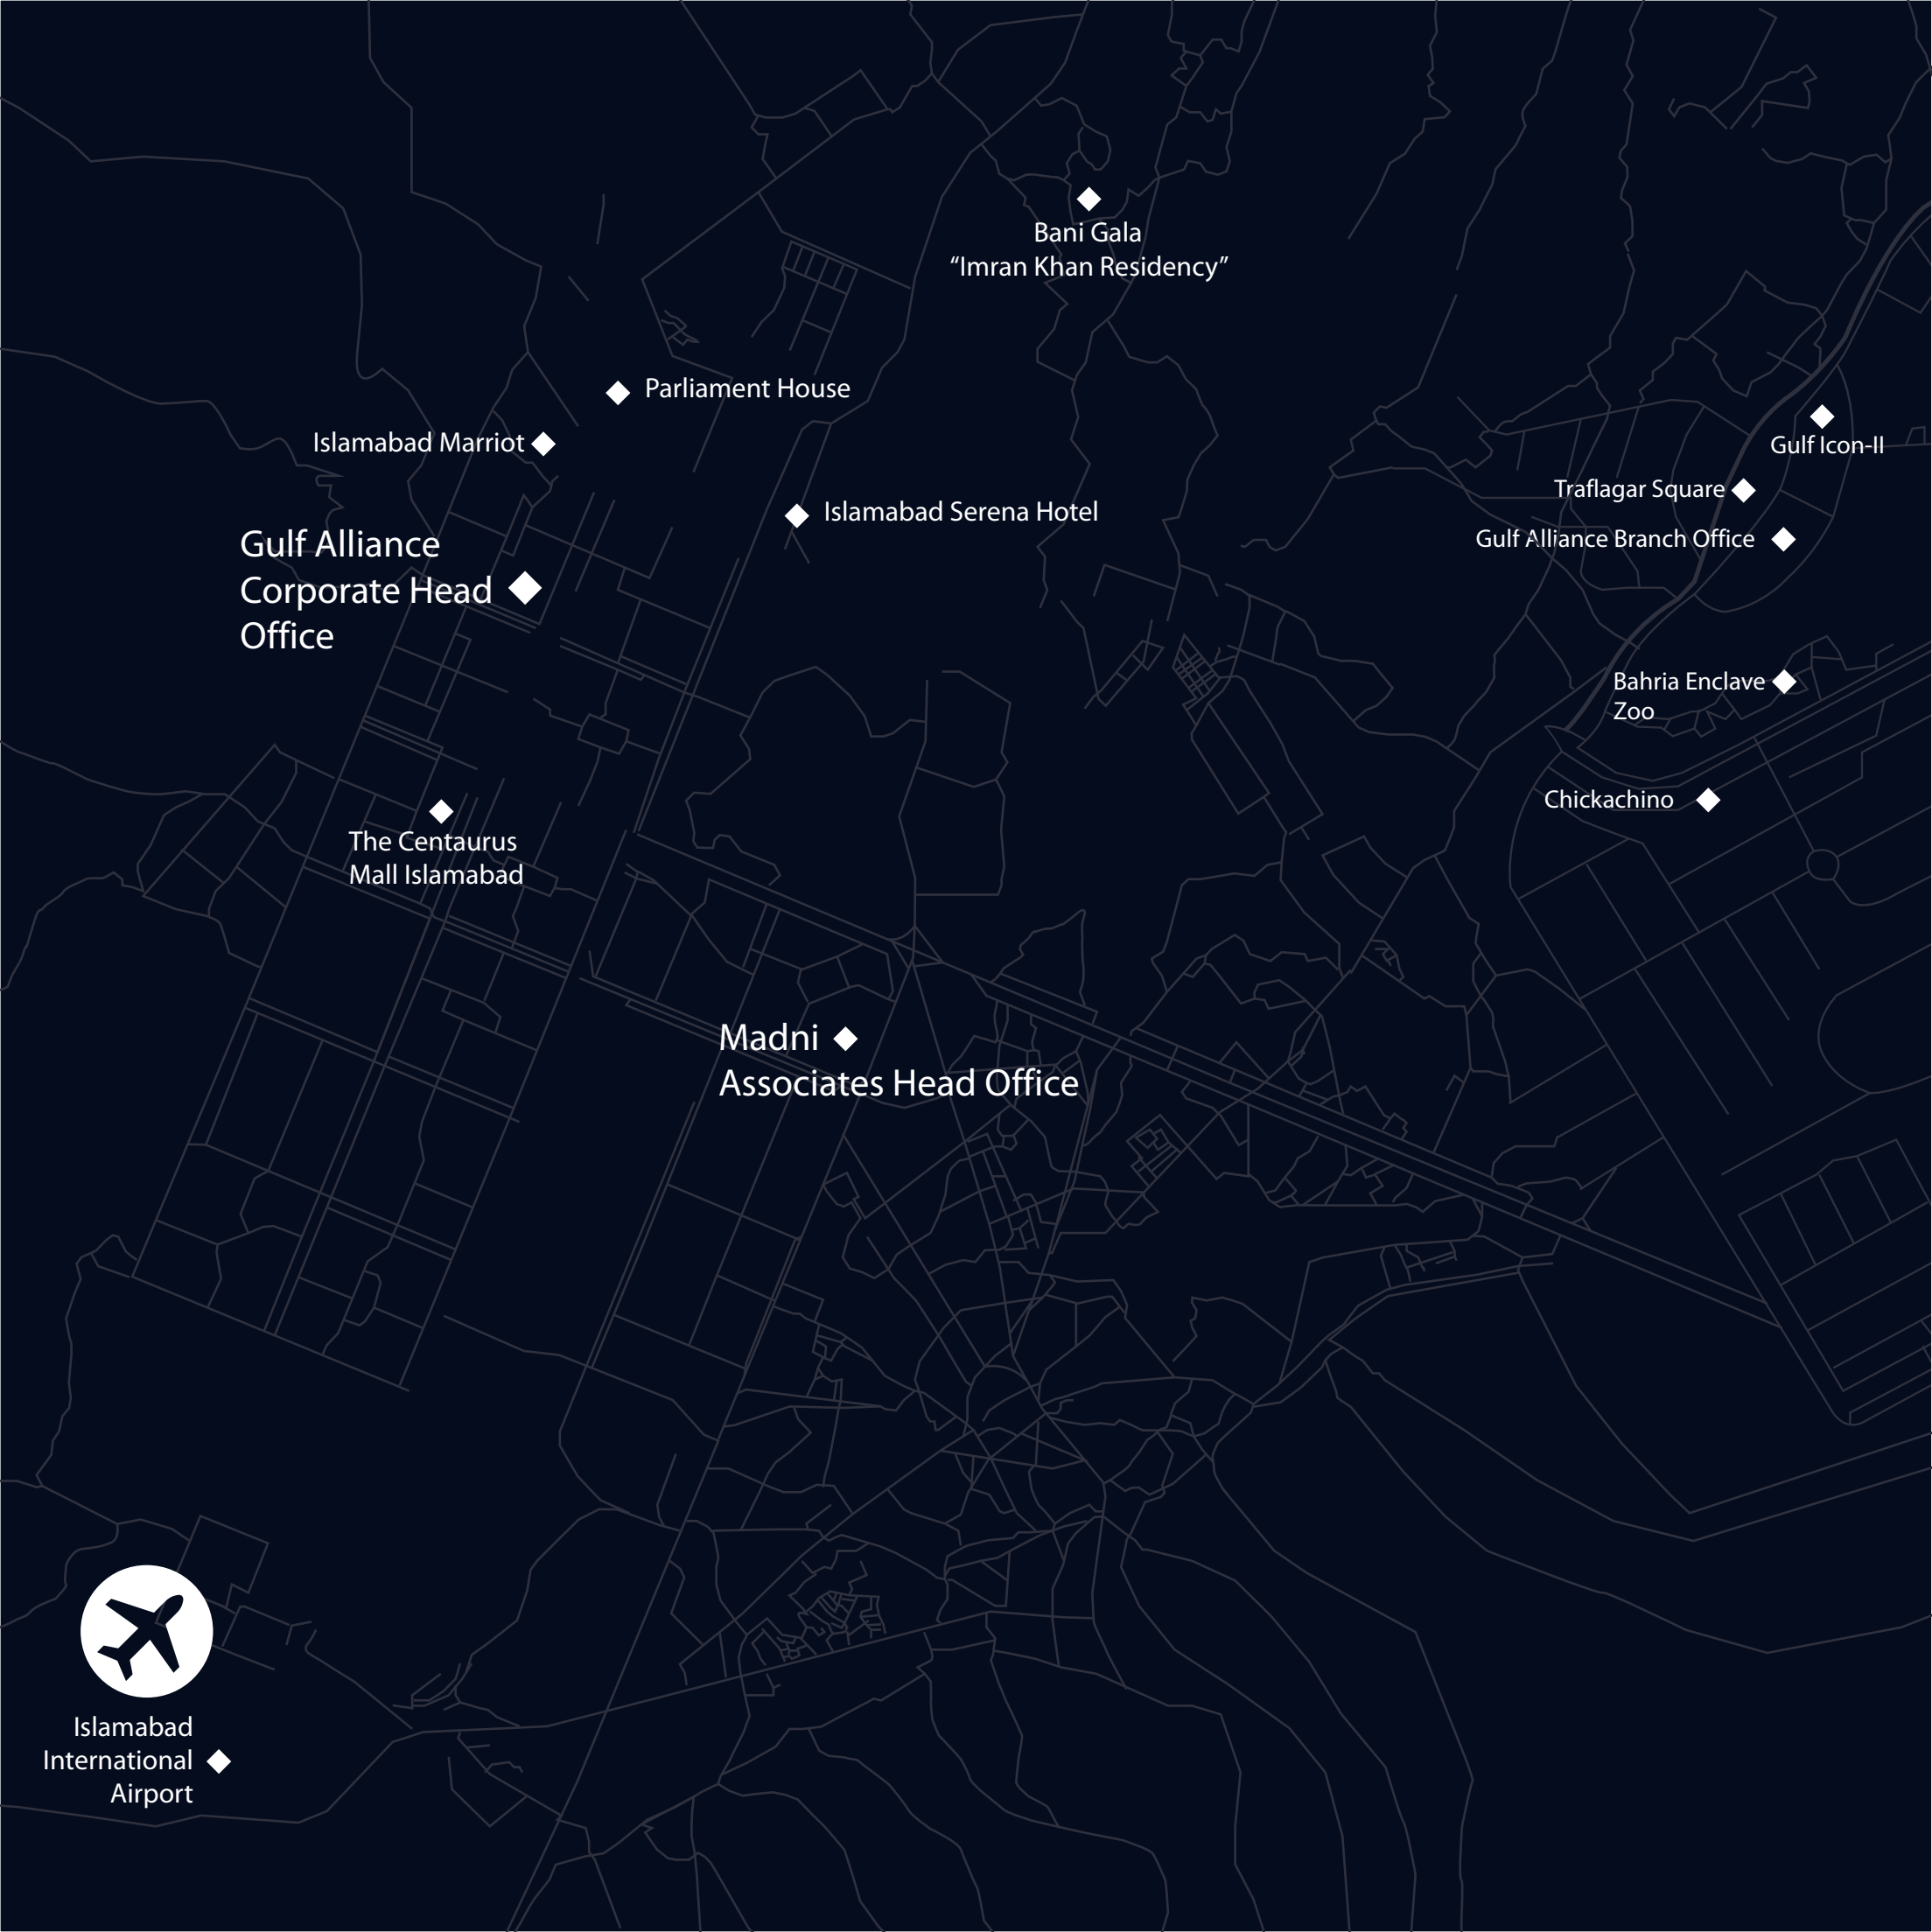 Bani Gala
“Imran Khan Residency”
Parliament House
Islamabad Marriot
Gulf Icon-II
Traflagar Square
Islamabad Serena Hotel
Gulf Alliance Branch Office
Gulf Alliance
Corporate Head
Office
Bahria Enclave
Zoo
Chickachino
The Centaurus
Mall Islamabad
Madni
Associates Head Office
Islamabad
International
Airport